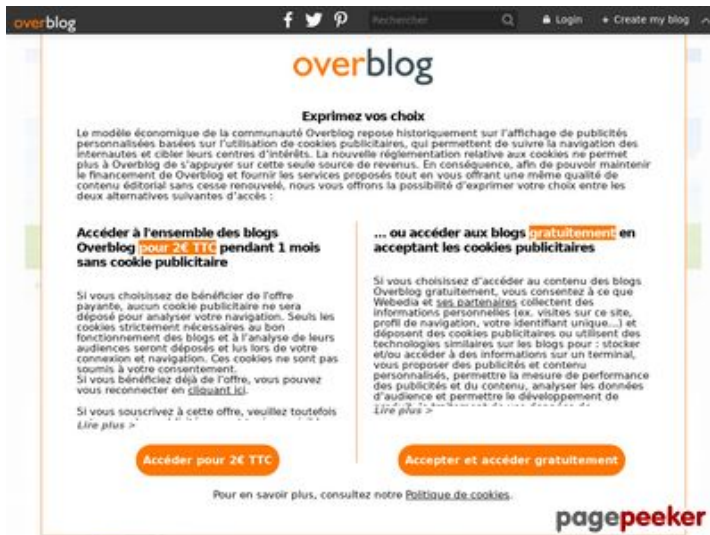 overblog
Rechercher
Login
+ Create my blog
overblog
Exprimez vos choix
Le modèle économique de la communauté Overblog repose historiquement sur l'affichage de publicités
personnalisées basées sur l'utilisation de cookies publicitaires, qui permettent de suivre la navigation des
internautes et cibler leurs centres d'intérêts. La nouvelle réglementation relative aux cookies ne permet
plus à Overblog de s'appuyer sur cette seule source de revenus. En conséquence, afin de pouvoir maintenir
le financement de Overblog et fournir les services proposés tout en vous offrant une même qualité de
contenu éditorial sans cesse renouvelé, nous vous offrons la possibilité d'exprimer votre choix entre les
deux alternatives suivantes d'accès :
Accéder à l'ensemble des blogs
Overblog pour 2€ TTC pendant 1 mois
sans cookie publicitaire
Si vous choisissez de bénéficier de l'offre
payante, aucun cookie publicitaire ne sera
déposé pour analyser votre navigation. Seuls les
cookies strictement nécessaires au bon
fonctionnement des blogs et à l'analyse de leurs
audiences seront déposés et lus lors de votre
connexion et navigation. Ces cookies ne sont pas
soumis à votre consentement.
Si vous bénéficiez déjà de l'offre, vous pouvez
vous reconnecter en cliquant ici.
Si vous souscrivez à cette offre, veuillez toutefois
Lire plus >
Accéder pour 2€ TTC
... ou accéder aux blogs gratuitement en
acceptant les cookies publicitaires
Si vous choisissez d'accéder au contenu des blogs
Overblog gratuitement, vous consentez à ce que
Webedia et ses partenaires collectent des
informations personnelles (ex. visites sur ce site,
profil de navigation, votre identifiant unique...) et
déposent des cookies publicitaires ou utilisent des
technologies similaires sur les blogs pour : stocker
et/ou accéder à des informations sur un terminal,
vous proposer des publicités et contenu
personnalisés, permettre la mesure de performance
des publicités et du contenu, analyser les données
d'audience et permettre le développement de
Lire plus >
Accepter et accéder gratuitement
Pour en savoir plus, consultez notre Politique de cookies.
pagepeeker